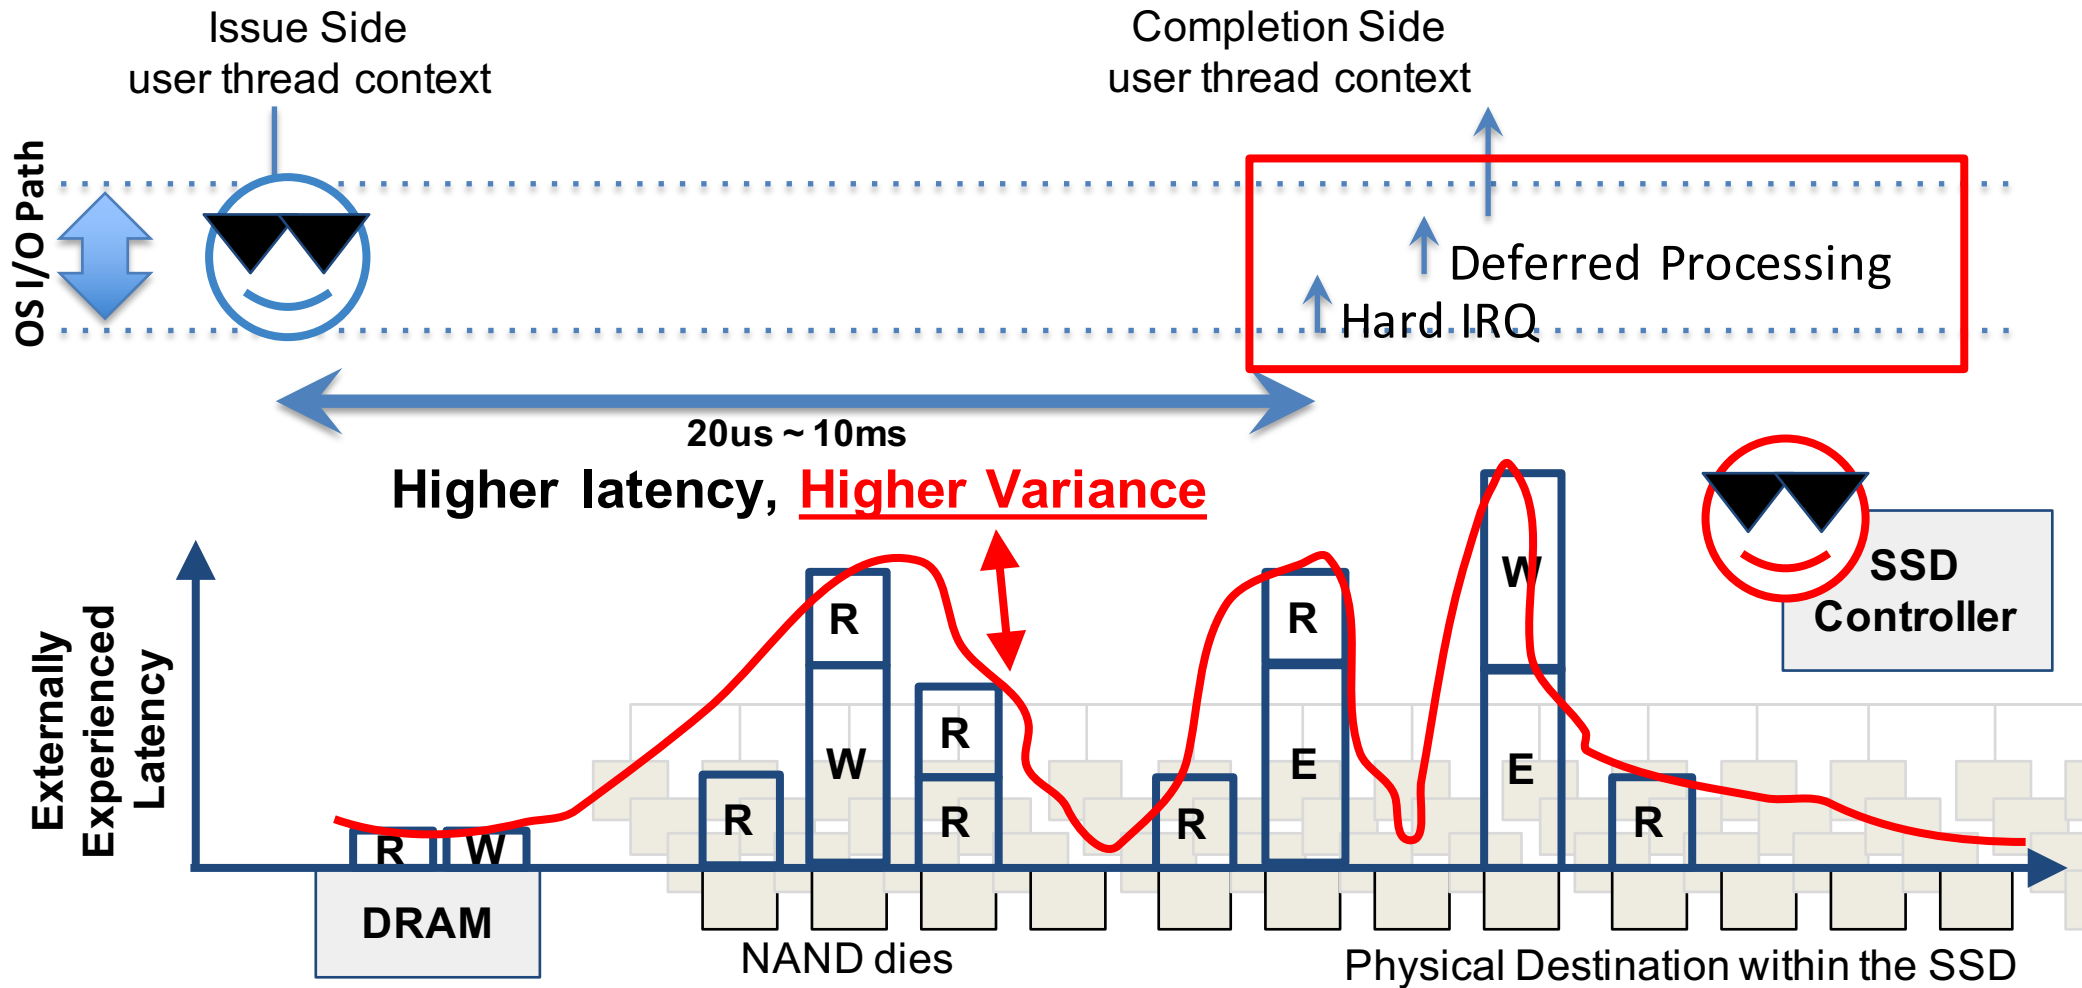 Issue Side
user thread context
Completion Side
user thread context
OS I/O Path
Deferred Processing
Hard IRQ
20us ~ 10ms
Higher latency, Higher Variance
Externally
Experienced
Latency
R
W
R
R
W
R
R
R
R
E
W
E
R
SSD
Controller
DRAM
NAND dies
Physical Destination within the SSD